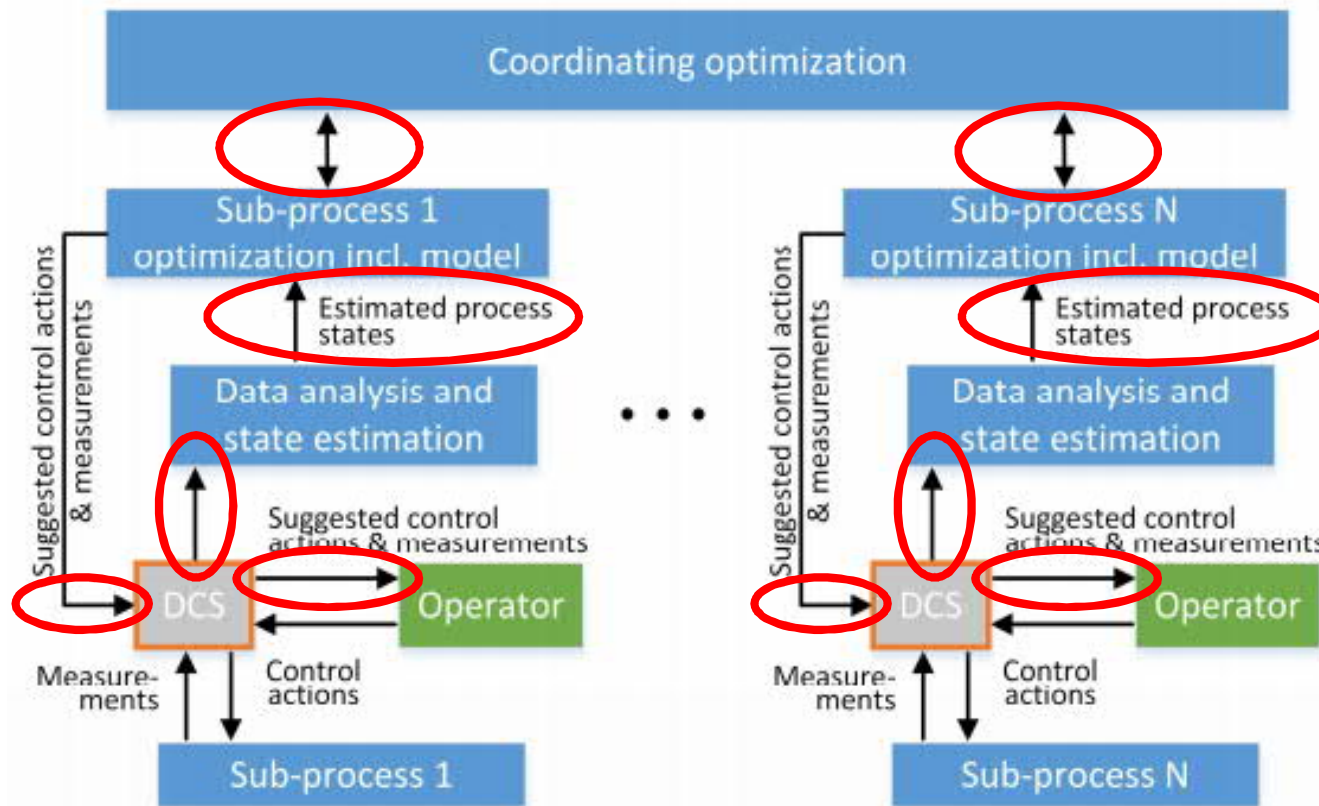 Coordinating optimization
Sub-process 1
optimization incl. model
Suggested control actions
& measurements
Estimated process
states
Data analysis and
state estimation
Suggested control
actions & measurements
DCS
Operator
Measure-
ments
Control
actions
Sub-process 1
Sub-process N
optimization incl. model
Suggested control actions
& measurements
Estimated process
states
Data analysis and
state estimation
Suggested control
actions & measurements
DCS
Operator
Measure-
ments
Control
actions
Sub-process N